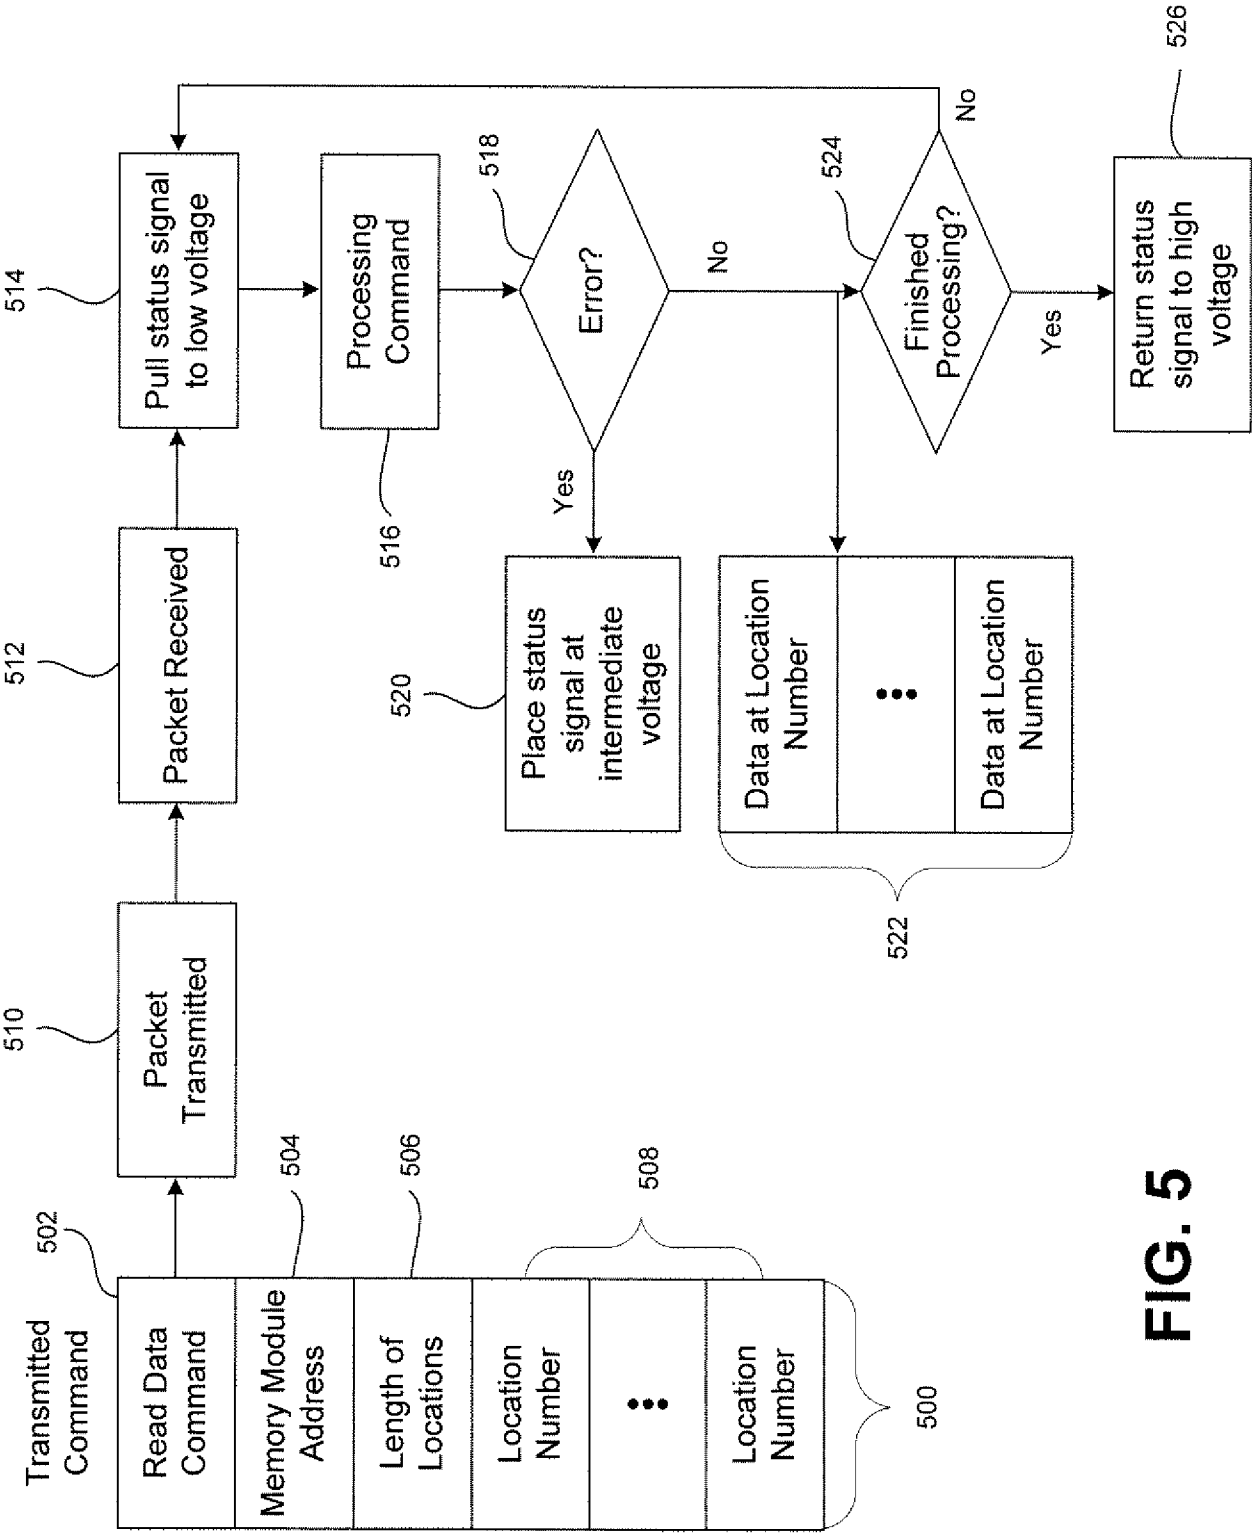 Transmitted
Command
502
Read Data
Command
504
Memory Module
Address
506
Length of
Locations
508
Location
Number
•••
Location
Number
500
510
Packet
Transmitted
512
Packet Received
514
Pull status signal
to low voltage
516
Processing
Command
518
Error?
Yes
No
520
Place status
signal at
intermediate
voltage
522
Data at Location
Number
•••
Data at Location
Number
524
Finished
Processing?
No
Yes
526
Return status
signal to high
voltage
FIG. 5